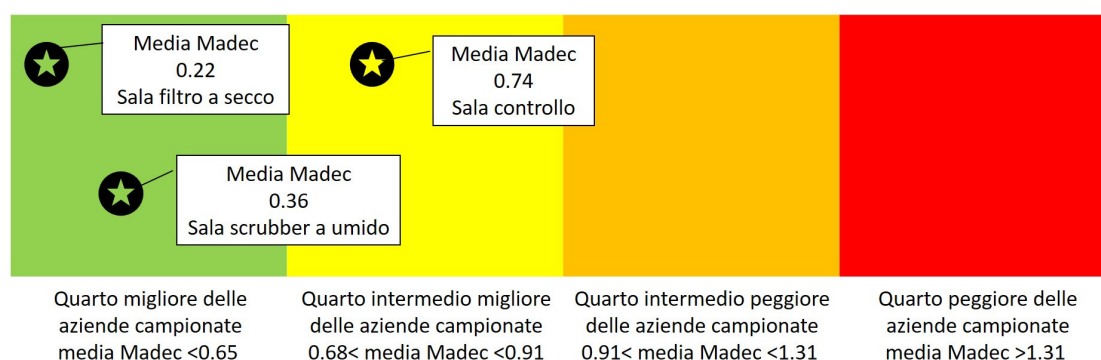 Media Madec
0.22
Sala filtro a secco
Media Madec
0.74
Sala controllo
Media Madec
0.36
Sala scrubber a umido
Quarto migliore delle
aziende campionate
media Madec <0.65
Quarto intermedio migliore
delle aziende campionate
0.68< media Madec <0.91
Quarto intermedio peggiore
delle aziende campionate
0.91< media Madec <1.31
Quarto peggiore delle
aziende campionate
media Madec >1.31